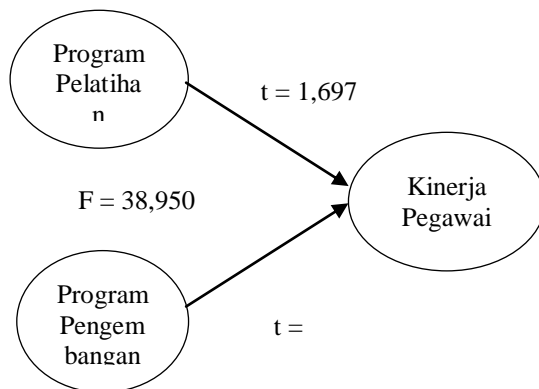 Program
Pelatiha
n
t = 1,697
Kinerja
Pegawai
F = 38,950
Program
Pengem
bangan
t =